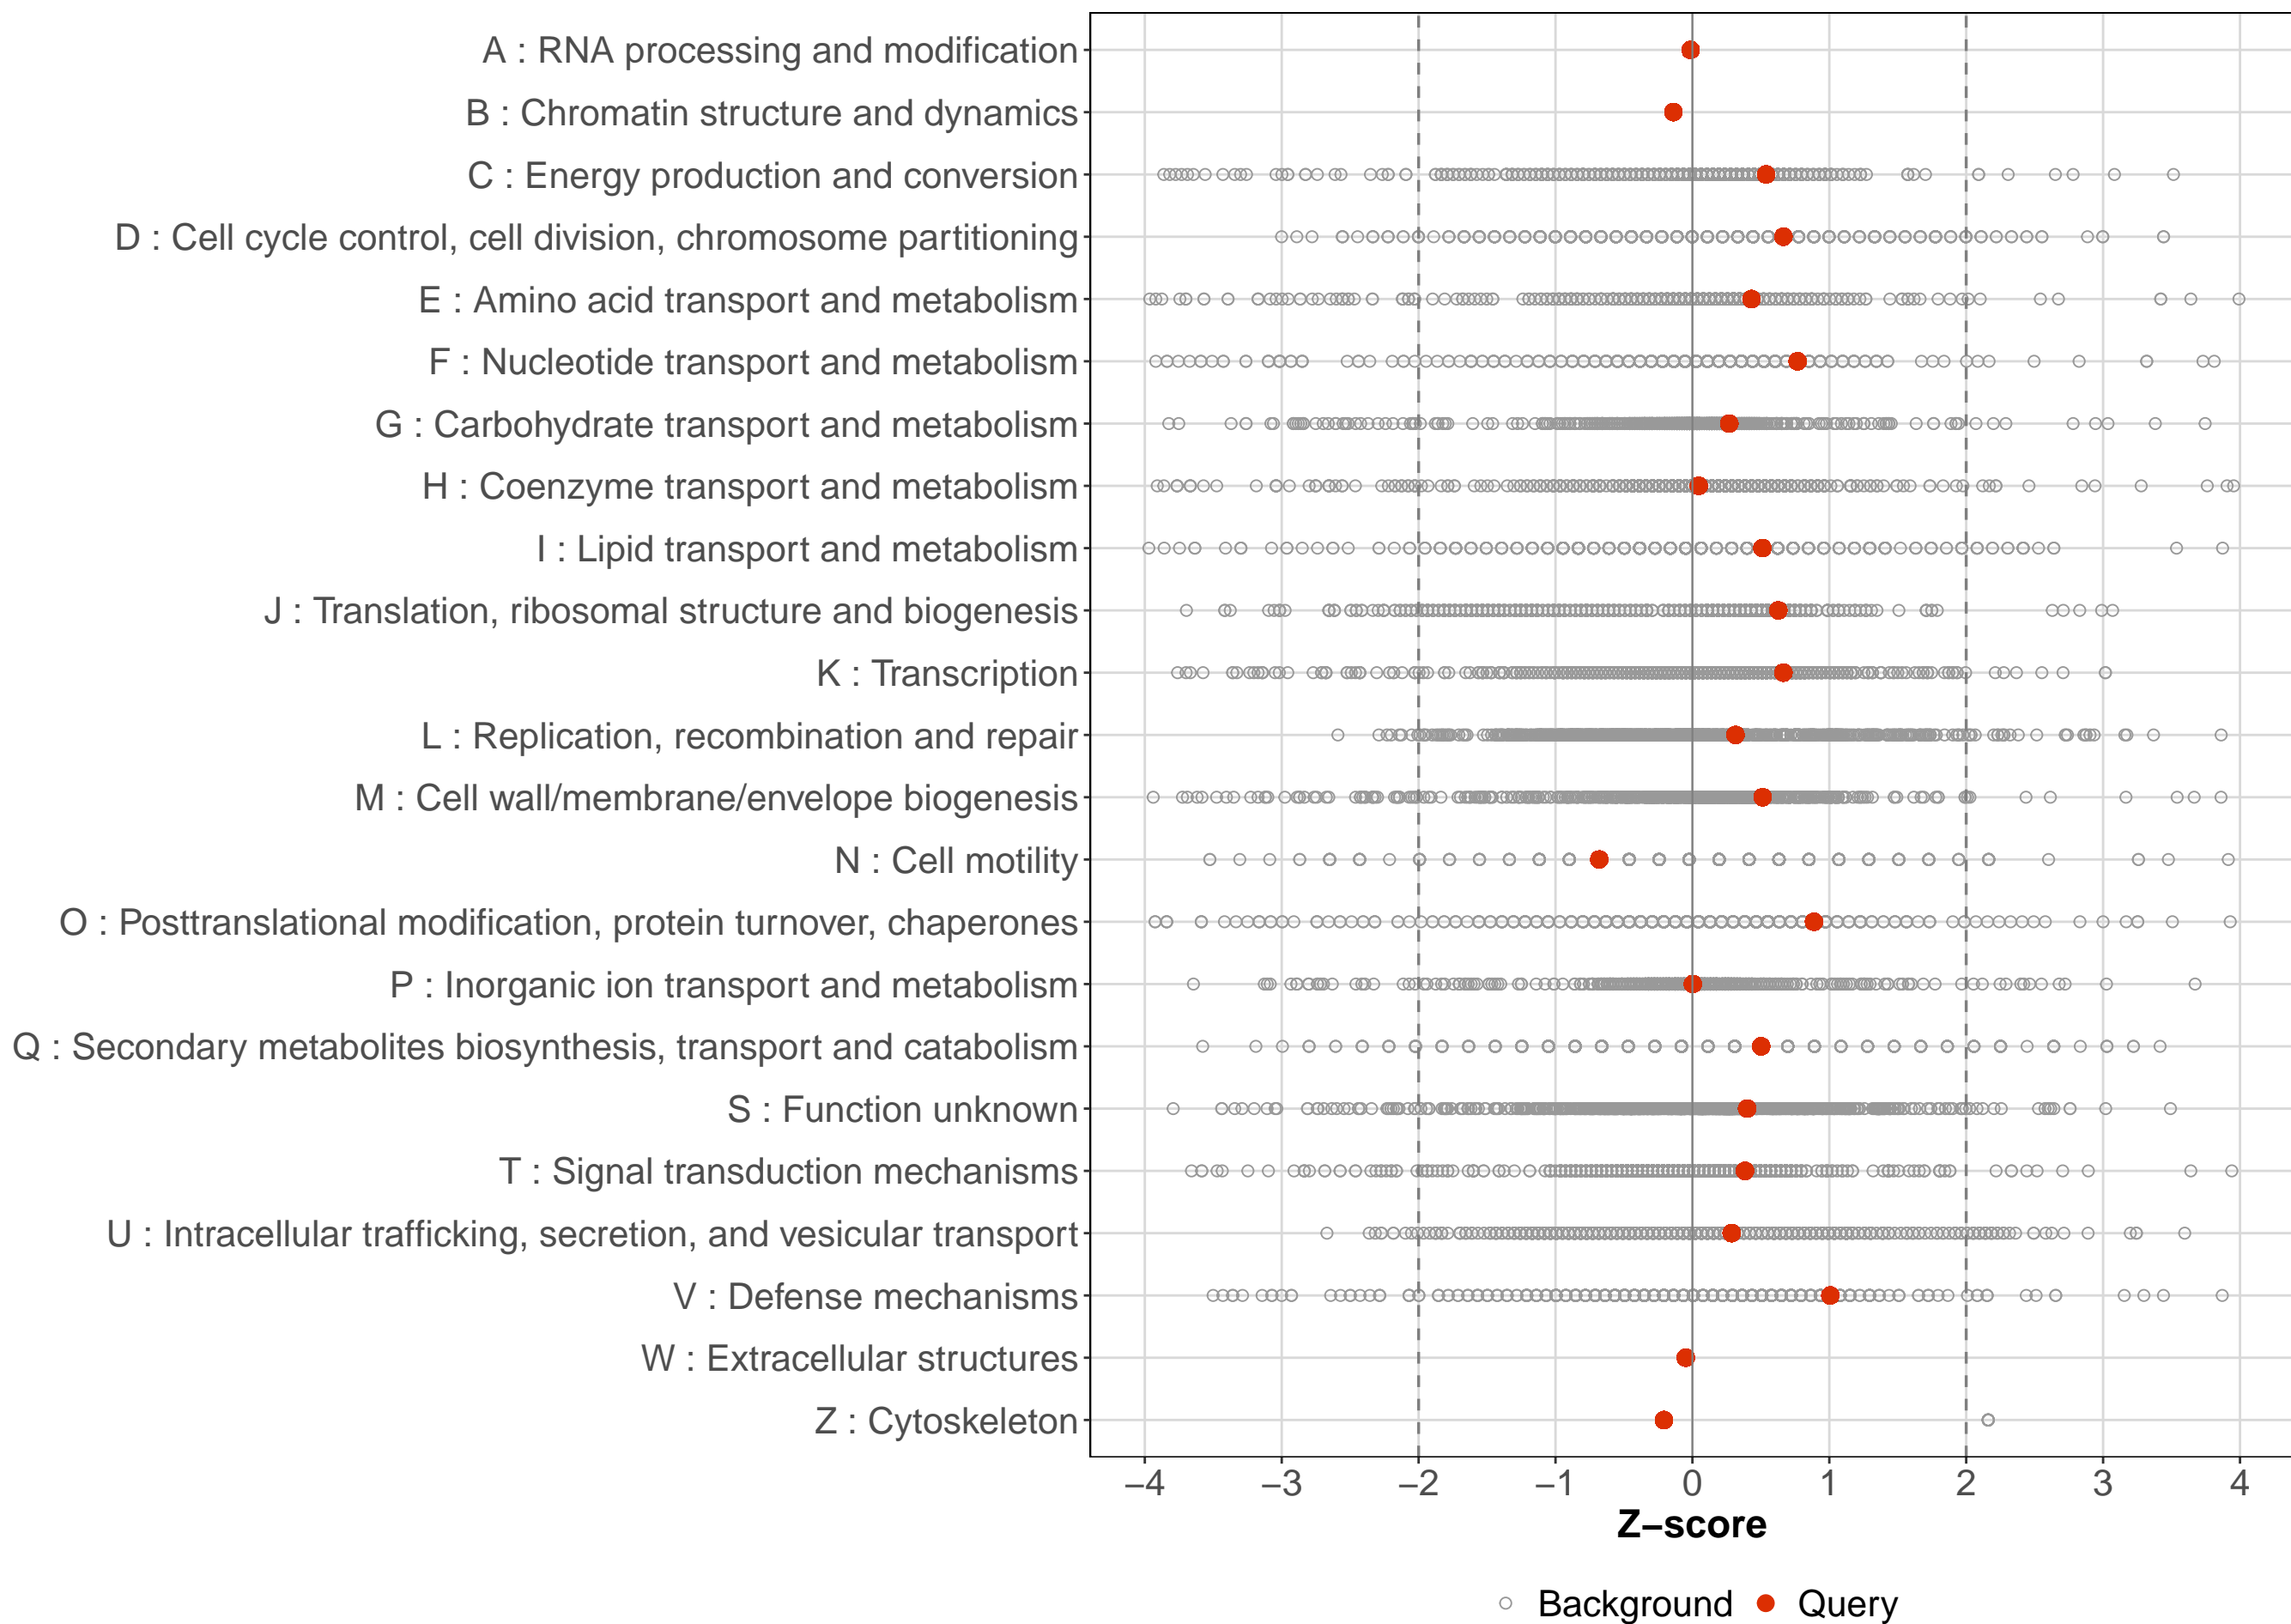 A : RNA processing and modification
B : Chromatin structure and dynamics
C : Energy production and conversion
D : Cell cycle control, cell division, chromosome partitioning
E : Amino acid transport and metabolism
F : Nucleotide transport and metabolism
G : Carbohydrate transport and metabolism
H : Coenzyme transport and metabolism
I : Lipid transport and metabolism
J : Translation, ribosomal structure and biogenesis
K : Transcription
L : Replication, recombination and repair
M : Cell wall/membrane/envelope biogenesis
N : Cell motility
O : Posttranslational modification, protein turnover, chaperones
P : Inorganic ion transport and metabolism
Q : Secondary metabolites biosynthesis, transport and catabolism
S : Function unknown
T : Signal transduction mechanisms
U : Intracellular trafficking, secretion, and vesicular transport
V : Defense mechanisms
W : Extracellular structures
Z : Cytoskeleton
−4 −3 −2 −1 0 1 2 3 4
Z−score
Background Query